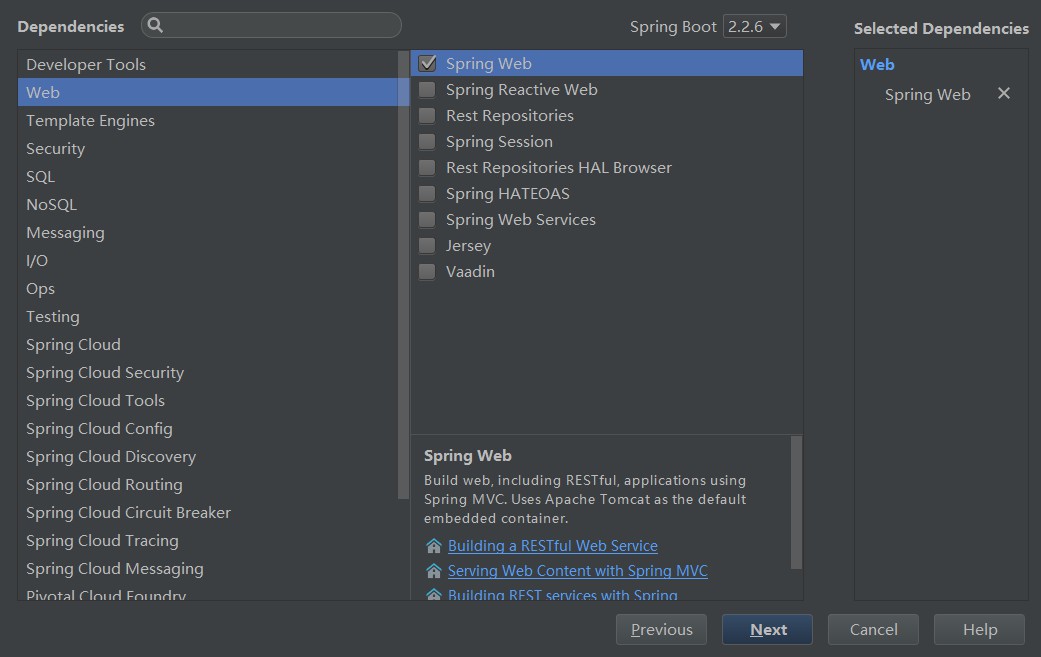 Dependencies
Spring Boot 2.2.6
Selected Dependencies
Developer Tools
Web
Template Engines
Security
SQL
NoSQL
Messaging
I/O
Ops
Testing
Spring Cloud
Spring Cloud Security
Spring Cloud Tools
Spring Cloud Config
Spring Cloud Discovery
Spring Cloud Routing
Spring Cloud Circuit Breaker
Spring Cloud Tracing
Spring Cloud Messaging
Pivotal Cloud Foundry
Spring Web
Spring Reactive Web
Rest Repositories
Spring Session
Rest Repositories HAL Browser
Spring HATEOAS
Spring Web Services
Jersey
Vaadin
Spring Web
Build web, including RESTful, applications using
Spring MVC. Uses Apache Tomcat as the default
embedded container.
Building a RESTful Web Service
Serving Web Content with Spring MVC
Building REST services with Spring
Web
Spring Web
Previous
Next
Cancel
Help